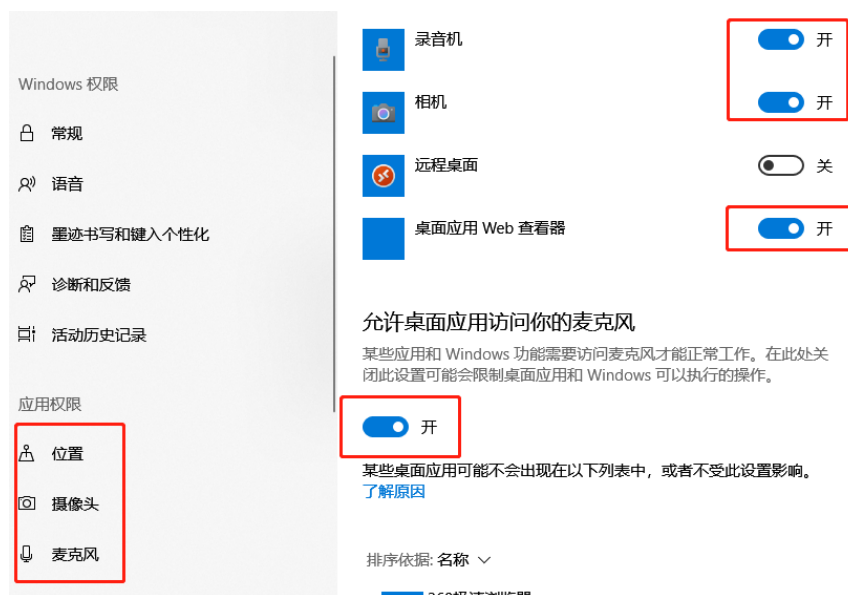 Windows 权限
常规
语音
墨迹书写和键入个性化
诊断和反馈
活动历史记录
应用权限
位置
摄像头
麦克风
录音机
开
相机
开
远程桌面
关
桌面应用 Web 查看器
开
允许桌面应用访问你的麦克风
某些应用和 Windows 功能需要访问麦克风才能正常工作。在此处关
闭此设置可能会限制桌面应用和 Windows 可以执行的操作。
开
某些桌面应用可能不会出现在以下列表中，或者不受此设置影响。
了解原因
排序依据: 名称
360极速浏览器